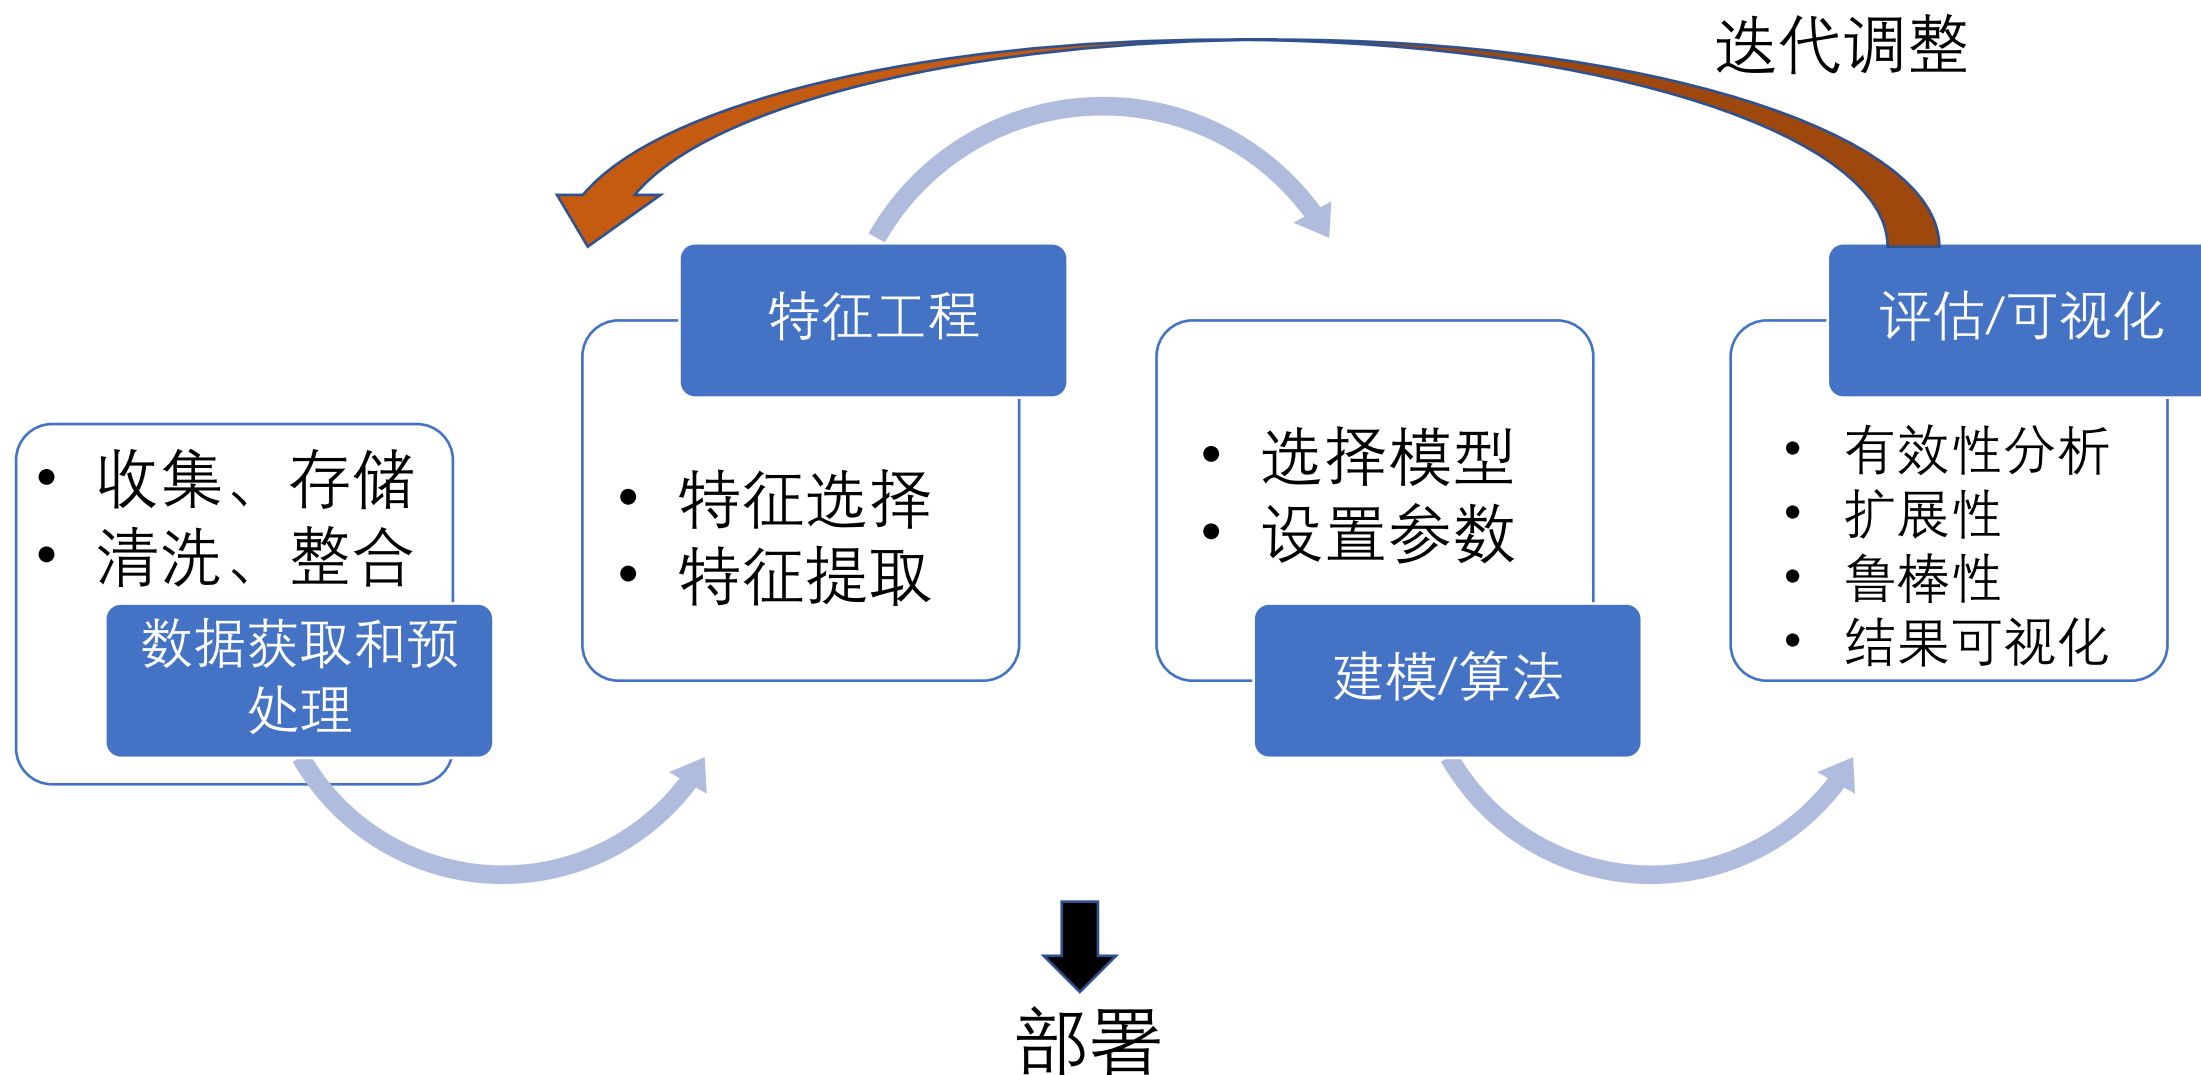 迭代调整
收集、存储
清洗、整合
数据获取和预
处理
特征工程
特征选择
特征提取
选择模型
设置参数
建模/算法
评估/可视化
有效性分析
扩展性
鲁棒性
结果可视化
部署